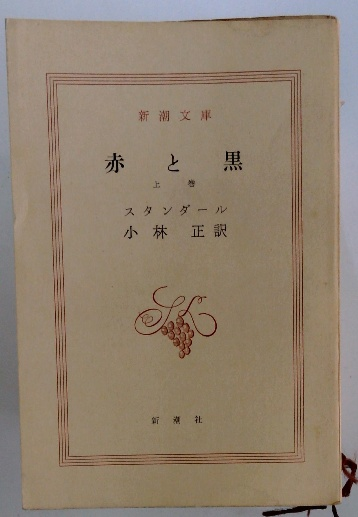 新潮文庫
赤と黒
上巻
スタンダール
小林正訳
新潮社